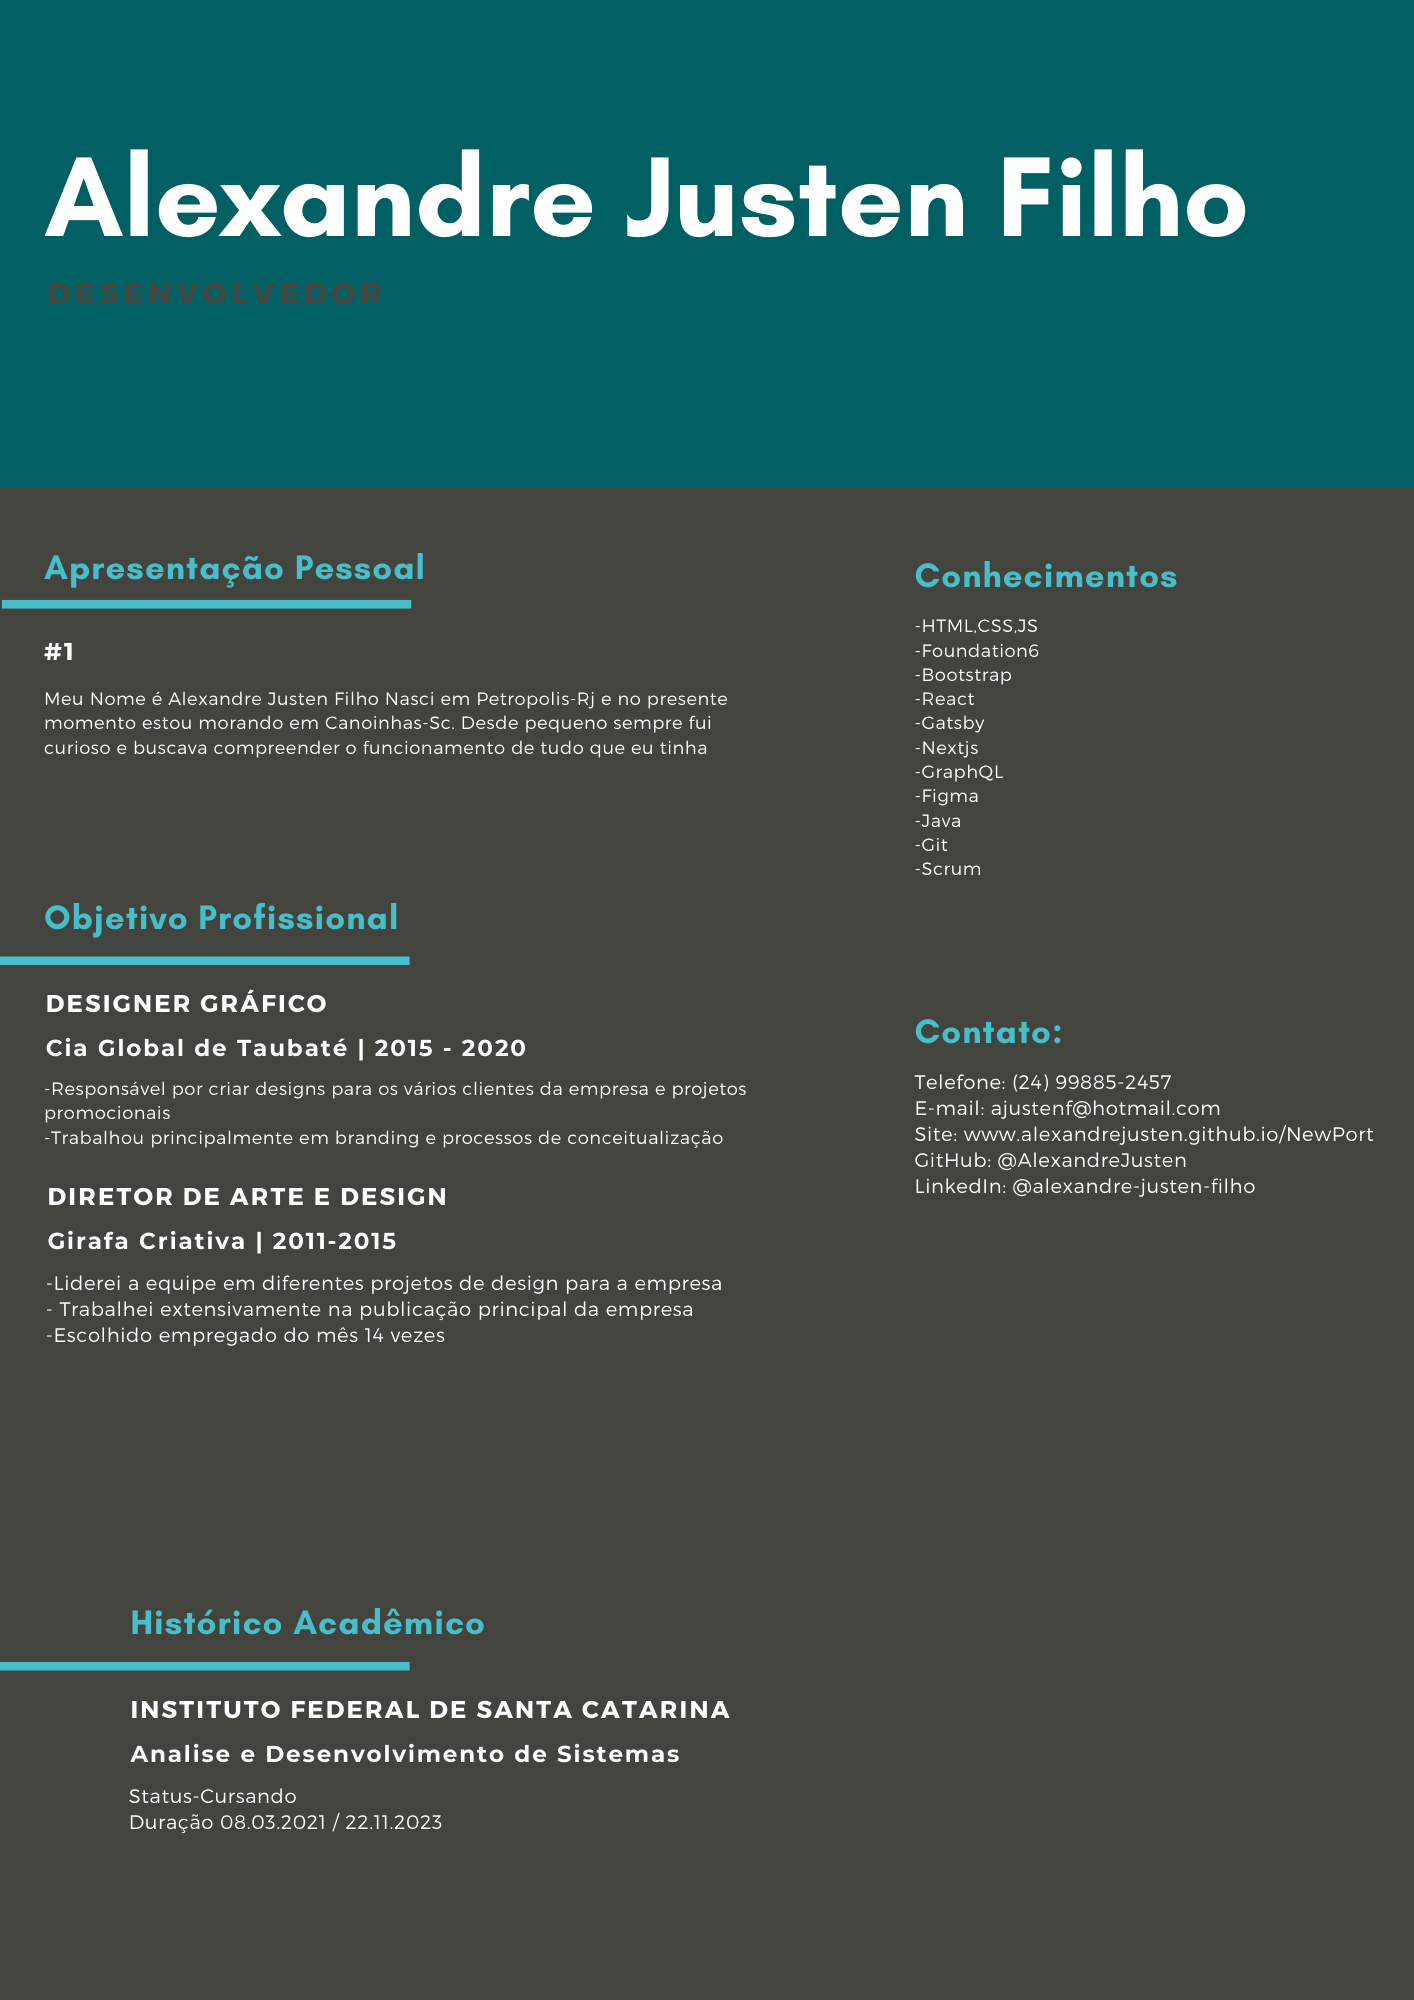 Alexandre Justen Filho
DESENVOLVEDOR
Apresentação Pessoal
#1
Meu Nome é Alexandre Justen Filho Nasci em Petropolis-Rj e no presente
momento estou morando em Canoinhas-Sc. Desde pequeno sempre fui
curioso e buscava compreender o funcionamento de tudo que eu tinha
Objetivo Profissional
DESIGNER GRÁFICO
Cia Global de Taubaté | 2015 - 2020
-Responsável por criar designs para os vários clientes da empresa e projetos
promocionais
-Trabalhou principalmente em branding e processos de conceitualização
DIRETOR DE ARTE E DESIGN
Girafa Criativa | 2011-2015
-Liderei a equipe em diferentes projetos de design para a empresa
- Trabalhei extensivamente na publicação principal da empresa
-Escolhido empregado do mês 14 vezes
Conhecimentos
-HTML,CSS,JS
-Foundation6
-Bootstrap
-React
-Gatsby
-Nextjs
-GraphQL
-Figma
-Java
-Git
-Scrum
Contato:
Telefone: (24) 99885-2457
E-mail: ajustenf@hotmail.com
Site: www.alexandrejusten.github.io/NewPort
GitHub: @AlexandreJusten
LinkedIn: @alexandre-justen-filho
Histórico Acadêmico
INSTITUTO FEDERAL DE SANTA CATARINA
Analise e Desenvolvimento de Sistemas
Status-Cursando
Duração 08.03.2021 / 22.11.2023